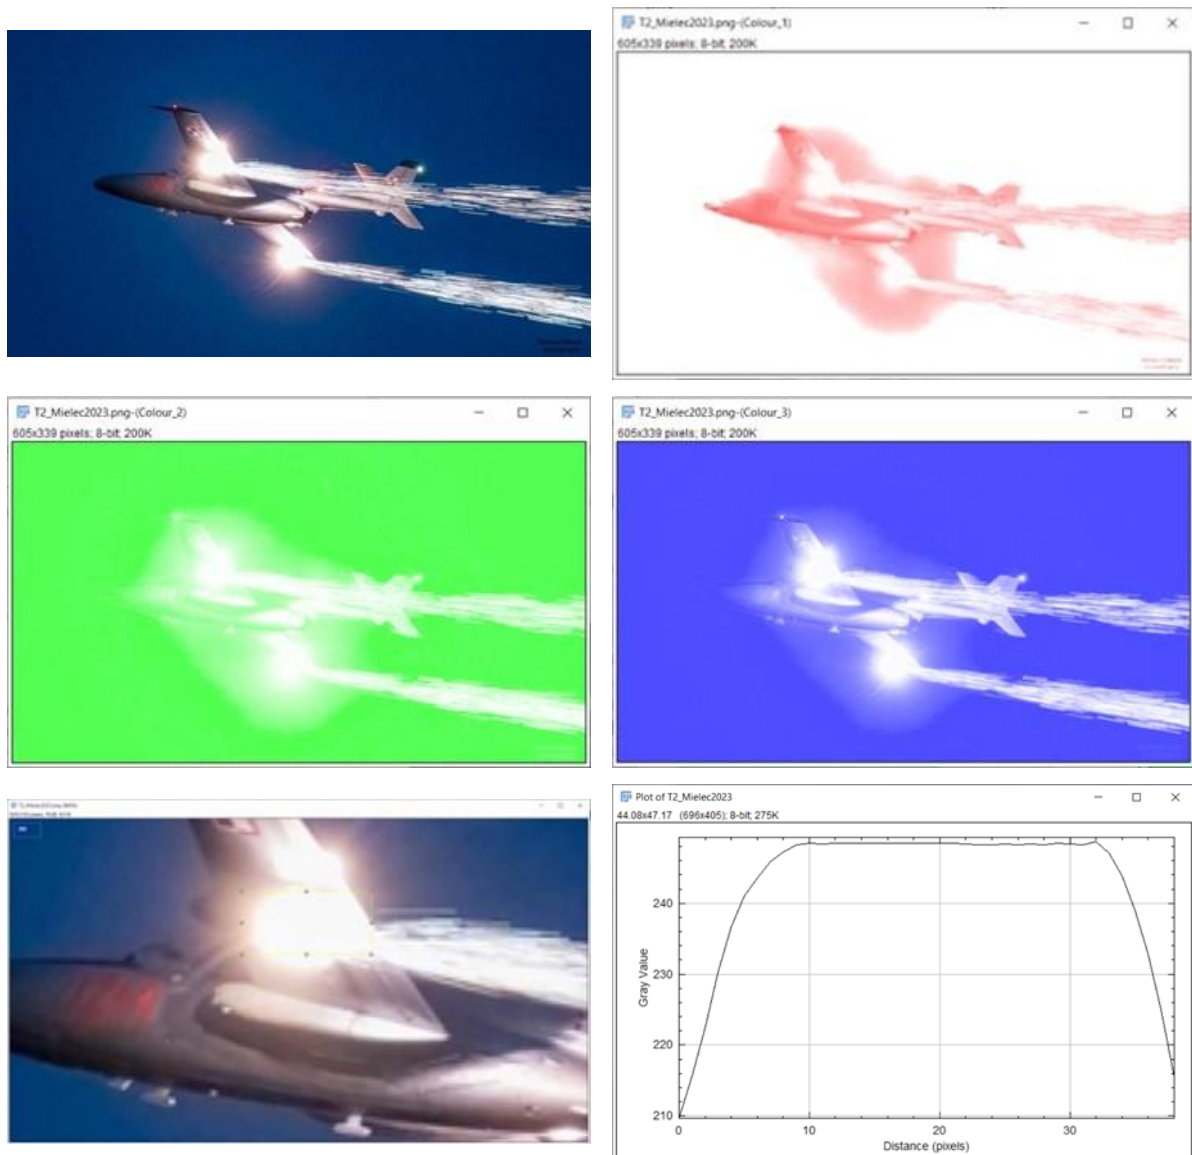 T2_Mielec2023.png-(Colour_1)
605x339 pixels; 8-bit; 200K
T2_Mielec2023.png-(Colour_2)
605x339 pixels; 8-bit; 200K
T2_Mielec2023.png-(Colour_3)
605x339 pixels; 8-bit; 200K
Plot of T2_Mielec2023
44.08x47.17 (696x405); 8-bit; 275K
240
230
220
210
0 10 20 30
Gray Value
Distance (pixels)